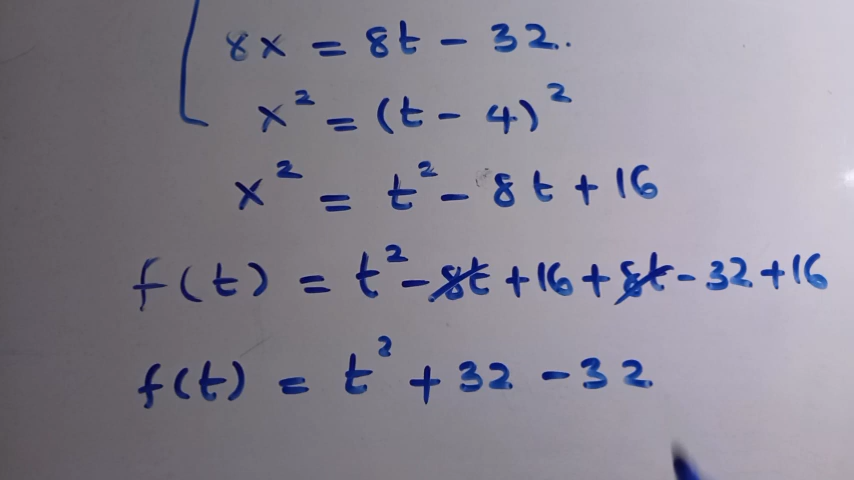 8x = 8t - 32.
x² = (t - 4)²
x² = t² - 8t + 16
f(t) = t² - 8t + 16 + 8t - 32 + 16
f(t) = t² + 32 - 32